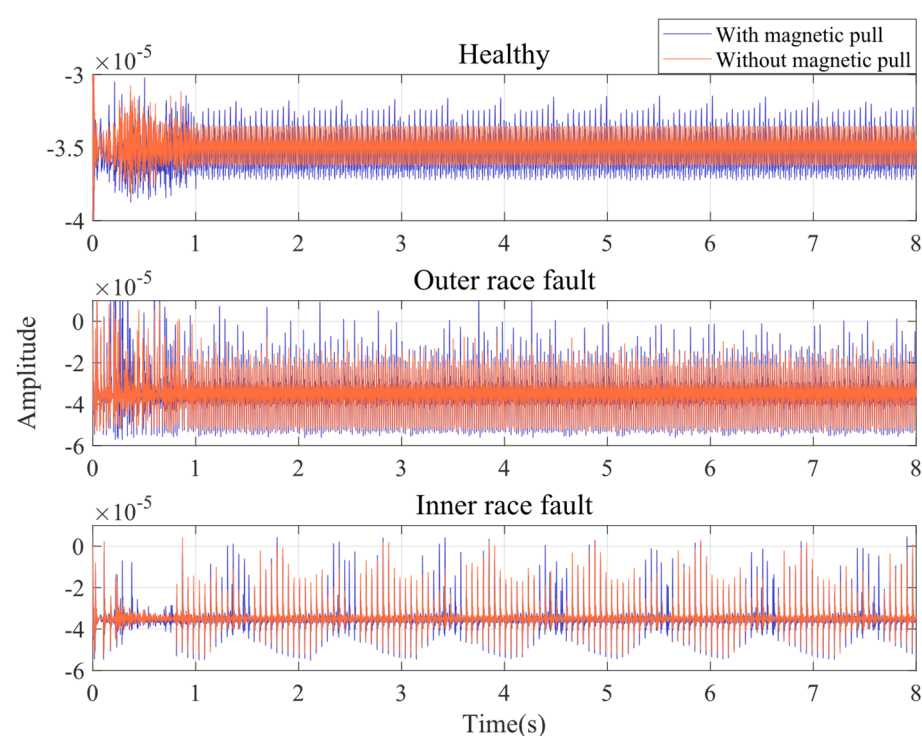 With magnetic pull
Without magnetic pull
Healthy
×10-5
-3
-3.5
-4
0 1 2 3 4 5 6 7 8
Outer race fault
×10-5
0
-2
-4
-6
0 1 2 3 4 5 6 7 8
Amplitude
Inner race fault
×10-5
0
-2
-4
-6
0 1 2 3 4 5 6 7 8
Time(s)